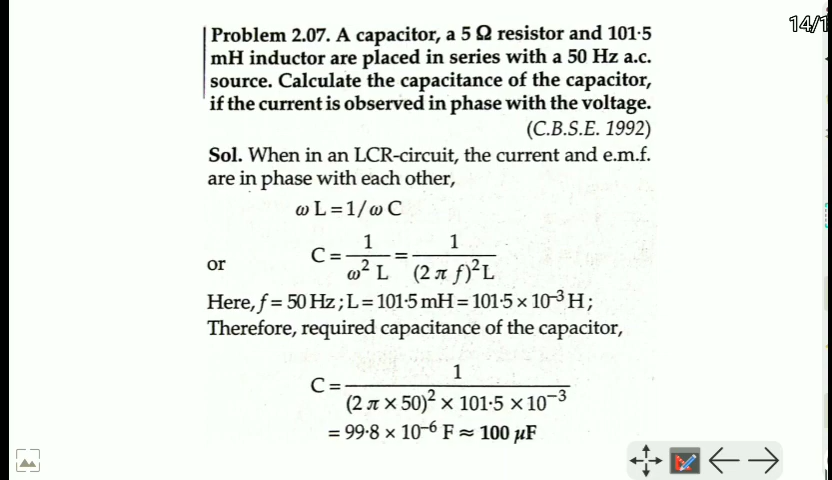 14/1
Problem 2.07. A capacitor, a 5 Ω resistor and 101·5
mH inductor are placed in series with a 50 Hz a.c.
source. Calculate the capacitance of the capacitor,
if the current is observed in phase with the voltage.
(C.B.S.E. 1992)
Sol. When in an LCR-circuit, the current and e.m.f.
are in phase with each other,
ω L = 1/ω C
or C = 1/(ω² L) = 1/((2 π f)² L)
Here, f = 50 Hz ; L = 101·5 mH = 101·5 × 10⁻³ H ;
Therefore, required capacitance of the capacitor,
C = 1/((2 π × 50)² × 101·5 × 10⁻³)
= 99·8 × 10⁻⁶ F ≈ 100 μF